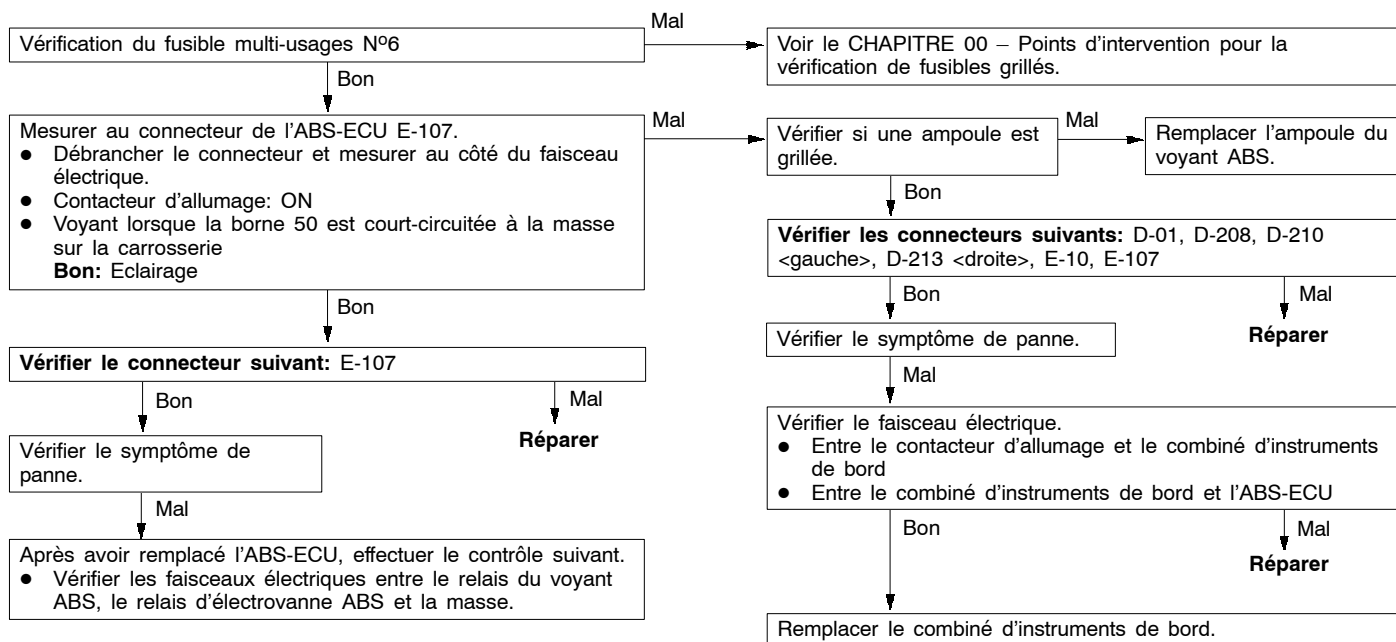 Vérification du fusible multi-usages Nº6
Mal
Voir le CHAPITRE 00 – Points d'intervention pour la
vérification de fusibles grillés.
Bon
Mesurer au connecteur de l'ABS-ECU E-107.
● Débrancher le connecteur et mesurer au côté du faisceau
électrique.
● Contacteur d'allumage: ON
● Voyant lorsque la borne 50 est court-circuitée à la masse
sur la carrosserie
Bon: Eclairage
Mal
Vérifier si une ampoule est
grillée.
Mal
Remplacer l'ampoule du
voyant ABS.
Bon
Vérifier les connecteurs suivants: D-01, D-208, D-210
<gauche>, D-213 <droite>, E-10, E-107
Bon
Mal
Réparer
Bon
Vérifier le connecteur suivant: E-107
Bon
Mal
Réparer
Vérifier le symptôme de
panne.
Mal
Après avoir remplacé l'ABS-ECU, effectuer le contrôle suivant.
● Vérifier les faisceaux électriques entre le relais du voyant
ABS, le relais d'électrovanne ABS et la masse.
Vérifier le symptôme de panne.
Mal
Vérifier le faisceau électrique.
● Entre le contacteur d'allumage et le combiné d'instruments
de bord
● Entre le combiné d'instruments de bord et l'ABS-ECU
Bon
Mal
Réparer
Remplacer le combiné d'instruments de bord.